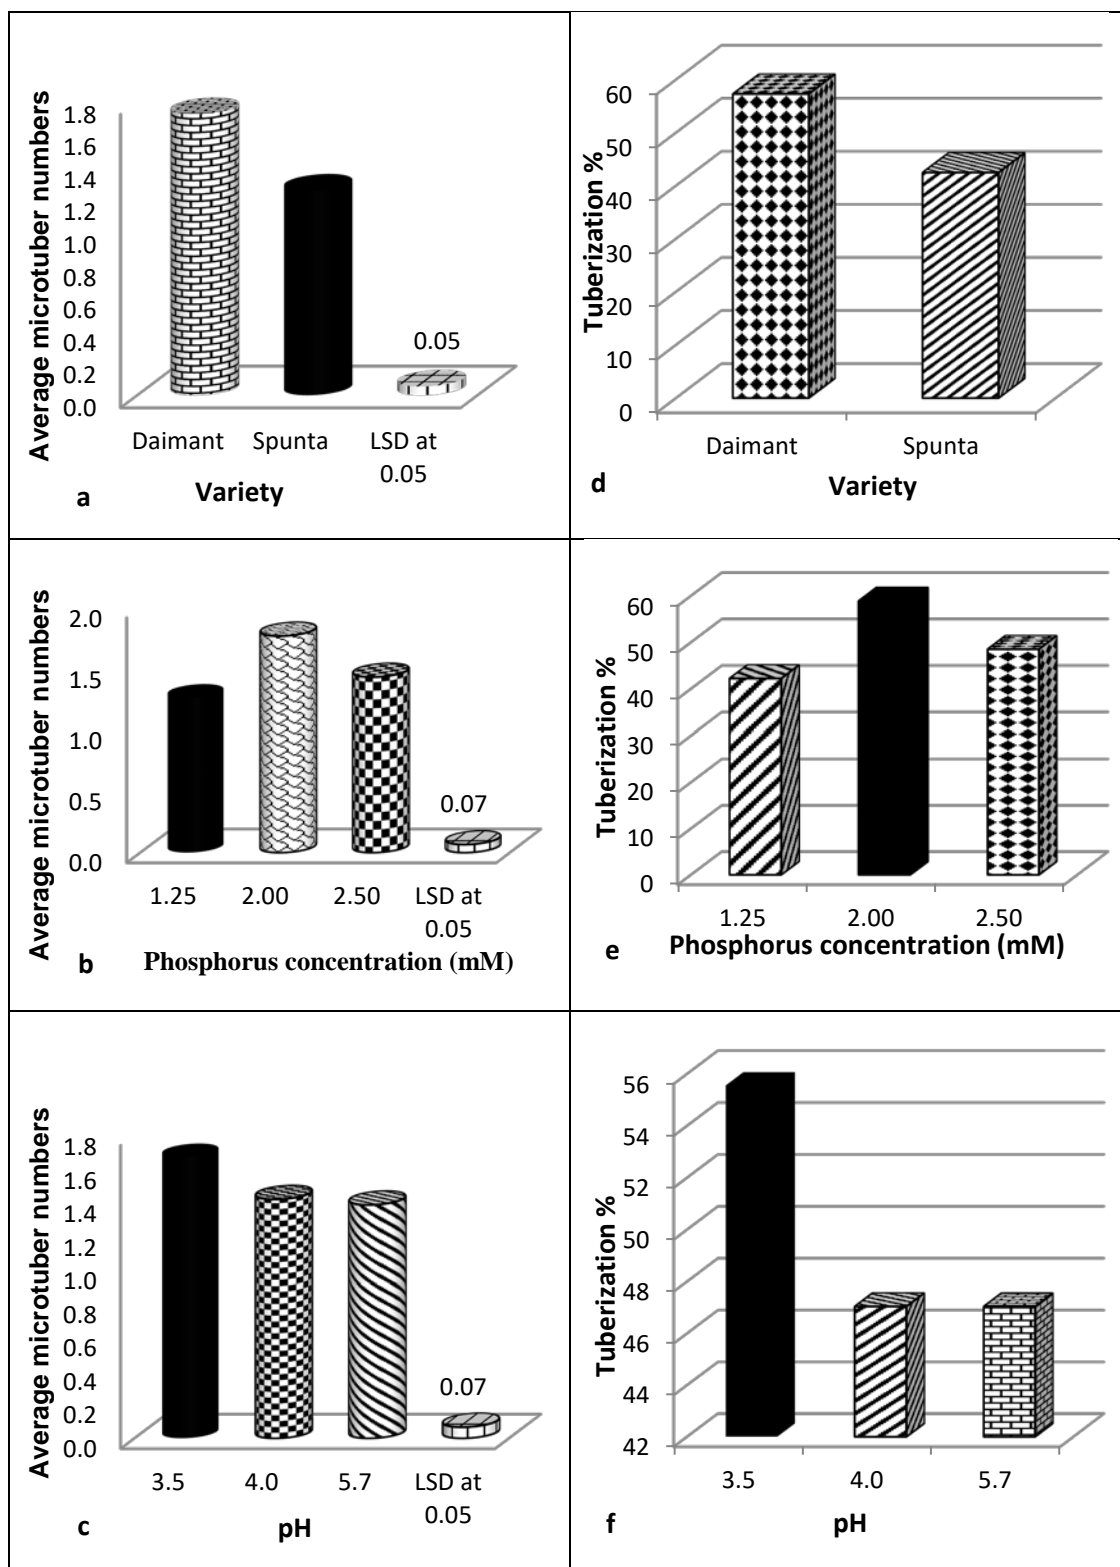 Average microtuber numbers
1.8
1.6
1.4
1.2
1.0
0.8
0.6
0.4
0.2
0.0
0.05
Daimant
Spunta
LSD at
0.05
a
Variety
Tuberization %
60
50
40
30
20
10
0
Daimant
Spunta
d
Variety
Average microtuber numbers
2.0
1.5
1.0
0.5
0.0
0.07
1.25
2.00
2.50
LSD at
0.05
b
Phosphorus concentration (mM)
Tuberization %
60
50
40
30
20
10
0
1.25
2.00
2.50
e
Phosphorus concentration (mM)
Average microtuber numbers
1.8
1.6
1.4
1.2
1.0
0.8
0.6
0.4
0.2
0.0
0.07
3.5
4.0
5.7
LSD at
0.05
c
pH
Tuberization %
56
54
52
50
48
46
44
42
3.5
4.0
5.7
f
pH